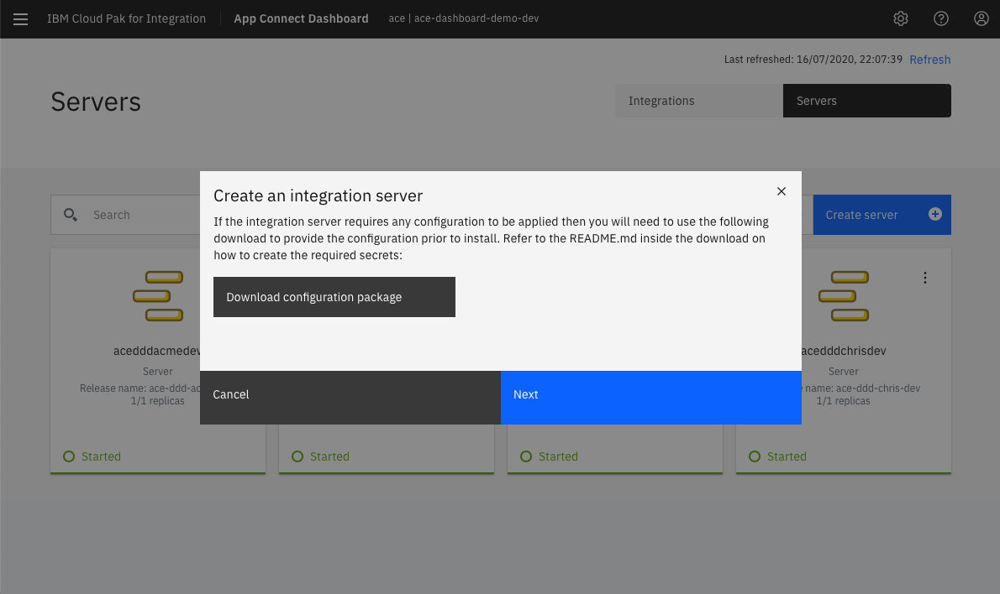 IBM Cloud Pak for Integration App Connect Dashboard ace | ace-dashboard-demo-dev
Last refreshed: 16/07/2020, 22:07:39 Refresh
Servers
Integrations Servers
Search
Create server
Create an integration server
If the integration server requires any configuration to be applied then you will need to use the following
download to provide the configuration prior to install. Refer to the README.md inside the download on
how to create the required secrets:
Download configuration package
Cancel Next
acedddacmedev acedddchrisdev
Server Server
Release name: name: ace-ddd-chris-dev
1/1 replicas 1/1 replicas
Started Started Started Started